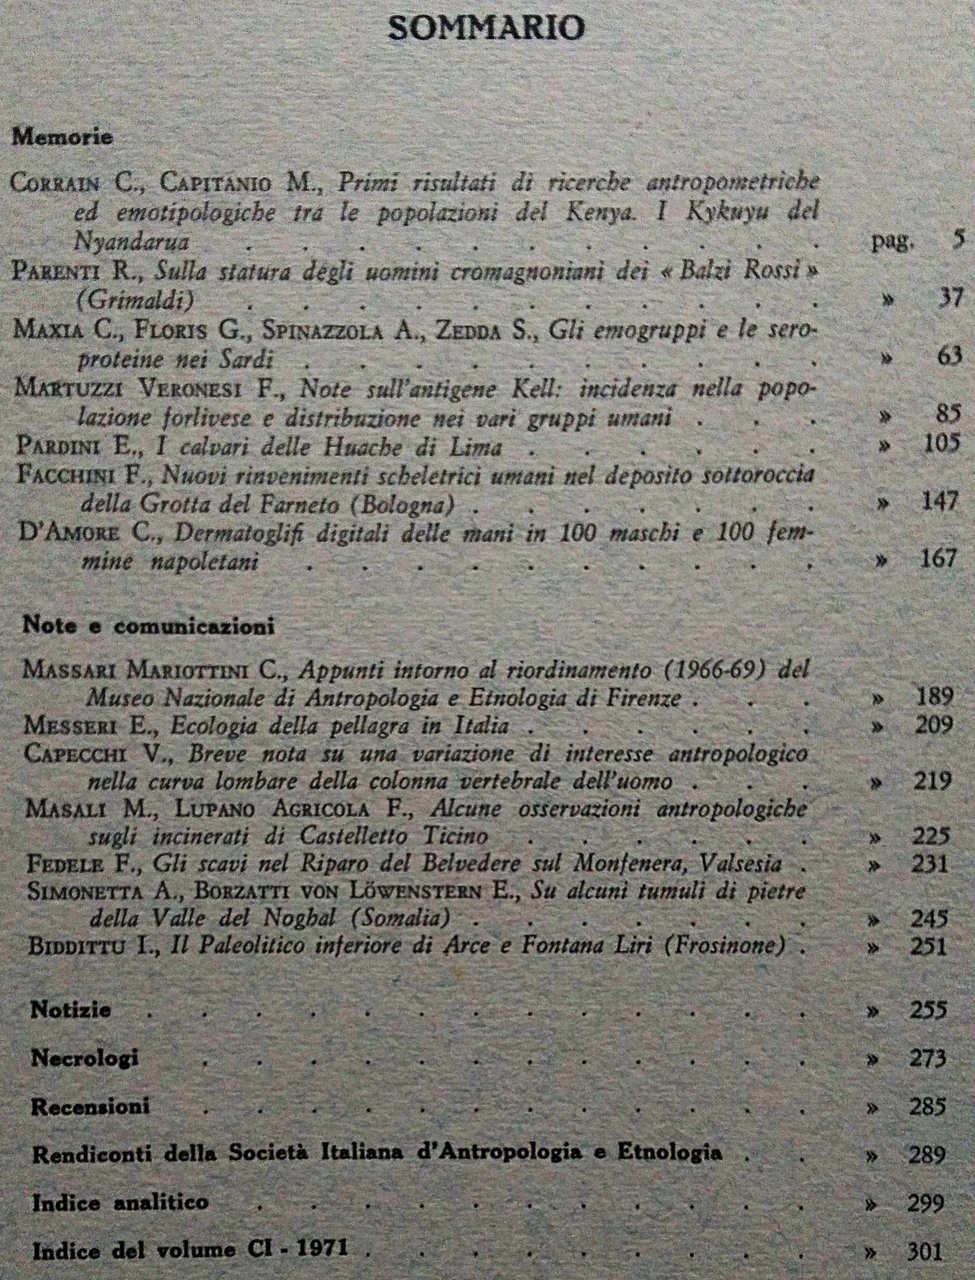 SOMMARIO
Memorie
CORRAIN C., CAPITANIO M., Primi risultati di ricerche antropometriche
ed emotipologiche tra le popolazioni del Kenya. I Kykuyu del
Nyandarua . . . . . . . . . . . pag. 5
PARENTI R., Sulla statura degli uomini cromagnoniani dei « Balzi Rossi »
(Grimaldi) . . . . . . . . . . . » 37
MAXIA C., FLORIS G., SPINAZZOLA A., ZEDDA S., Gli emogruppi e le sero-
proteine nei Sardi . . . . . . . . . . » 63
MARTUZZI VERONESI F., Note sull'antigene Kell: incidenza nella popo-
lazione forlivese e distribuzione nei vari gruppi umani . . . » 85
PARDINI E., I calvari delle Huache di Lima . . . . . . » 105
FACCHINI F., Nuovi rinvenimenti scheletrici umani nel deposito sottoroccia
della Grotta del Farneto (Bologna) . . . . . . . » 147
D'AMORE C., Dermatoglifi digitali delle mani in 100 maschi e 100 fem-
mine napoletani . . . . . . . . . . » 167
Note e comunicazioni
MASSARI MARIOTTINI C., Appunti intorno al riordinamento (1966-69) del
Museo Nazionale di Antropologia e Etnologia di Firenze . . . » 189
MESSERI E., Ecologia della pellagra in Italia . . . . . . » 209
CAPECCHI V., Breve nota su una variazione di interesse antropologico
nella curva lombare della colonna vertebrale dell'uomo . . . » 219
MASALI M., LUPANO AGRICOLA F., Alcune osservazioni antropologiche
sugli incinerati di Castelletto Ticino . . . . . . » 225
FEDELE F., Gli scavi nel Riparo del Belvedere sul Monfenera, Valsesia . » 231
SIMONETTA A., BORZATTI VON LÖWENSTERN E., Su alcuni tumuli di pietre
della Valle del Noghal (Somalia) . . . . . . . » 245
BIDDITTU I., Il Paleolitico inferiore di Arce e Fontana Liri (Frosinone) . » 251
Notizie . . . . . . . . . . . . . » 255
Necrologi . . . . . . . . . . . . » 273
Recensioni . . . . . . . . . . . . » 285
Rendiconti della Società Italiana d'Antropologia e Etnologia . . » 289
Indice analitico . . . . . . . . . . . » 299
Indice del volume CI - 1971 . . . . . . . . . » 301